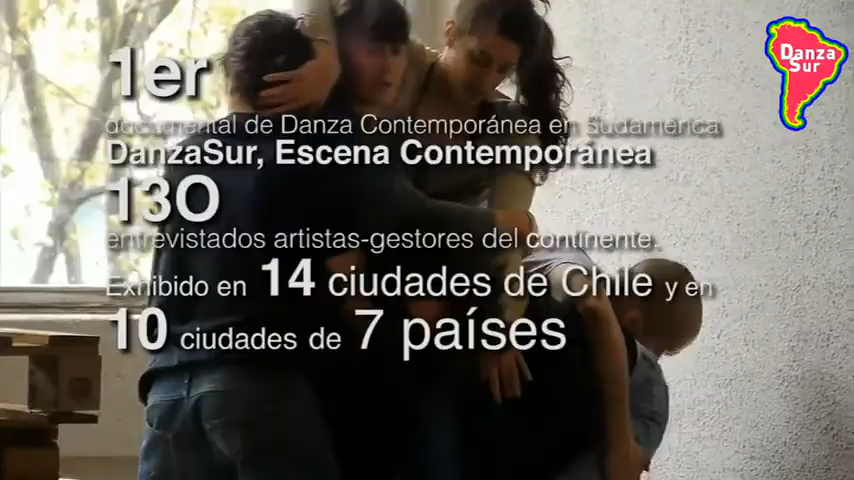 1er
documental de Danza Contemporánea en Sudamérica
DanzaSur, Escena Contemporánea
130
entrevistados artistas-gestores del continente.
Exhibido en 14 ciudades de Chile y en
10 ciudades de 7 países
Danza
Sur